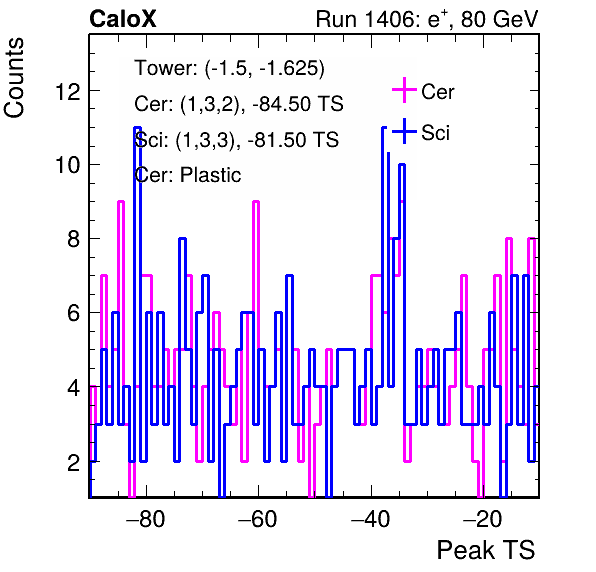 CaloX Run 1406: e⁺, 80 GeV
Counts
Tower: (-1.5, -1.625)
Cer: (1,3,2), -84.50 TS
Sci: (1,3,3), -81.50 TS
Cer: Plastic
Cer
Sci
12
10
8
6
4
2
−80 −60 −40 −20
Peak TS